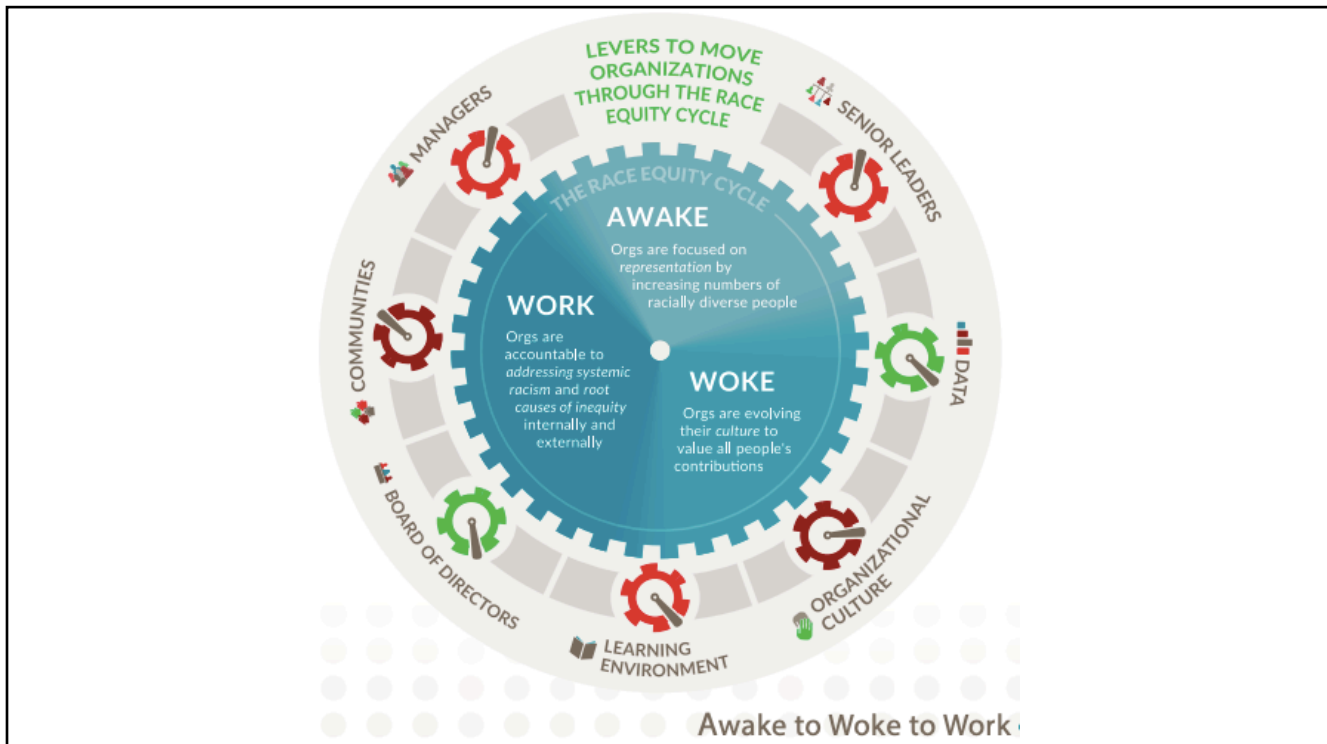 LEVERS TO MOVE
ORGANIZATIONS
THROUGH THE RACE
EQUITY CYCLE
SENIOR LEADERS
DATA
ORGANIZATIONAL
CULTURE
LEARNING
ENVIRONMENT
BOARD OF DIRECTORS
COMMUNITIES
MANAGERS
THE RACE EQUITY CYCLE
AWAKE
Orgs are focused on
representation by
increasing numbers of
racially diverse people
WOKE
Orgs are evolving
their culture to
value all people's
contributions
WORK
Orgs are
accountable to
addressing systemic
racism and root
causes of inequity
internally and
externally
Awake to Woke to Work